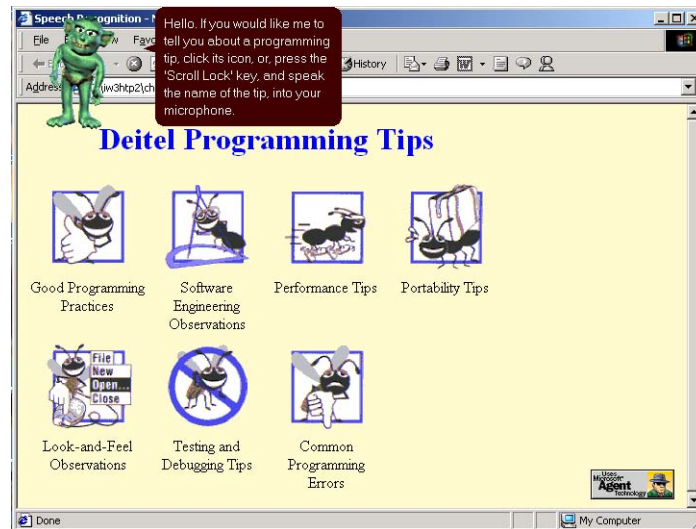 Speech Recognition
Hello. If you would like me to
tell you about a programming
tip, click its icon, or, press the
'Scroll Lock' key, and speak
the name of the tip, into your
microphone.
File
History
Address
iw3htp2\ch
Deitel Programming Tips
Good Programming
Practices
Software
Engineering
Observations
Performance Tips
Portability Tips
File
New
Open...
Close
Look-and-Feel
Observations
Testing and
Debugging Tips
Common
Programming
Errors
Uses
Microsoft
Agent
Technology
Done
My Computer